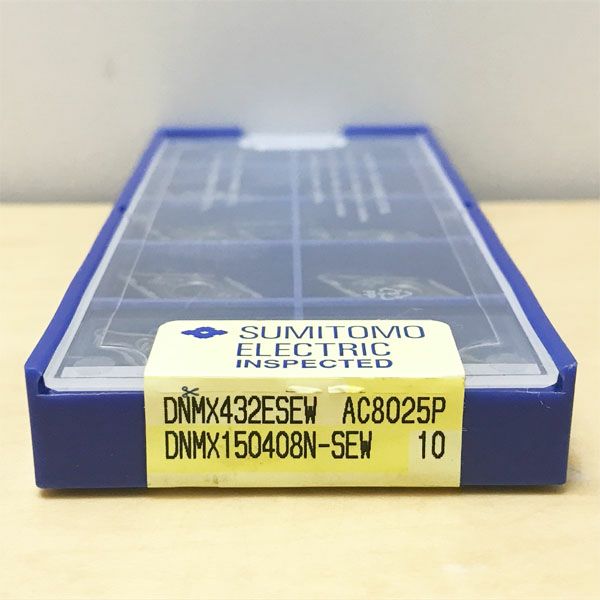 SUMITOMO
ELECTRIC
INSPECTED
DNMX432ESEW AC8025P
DNMX150408N-SEW 10